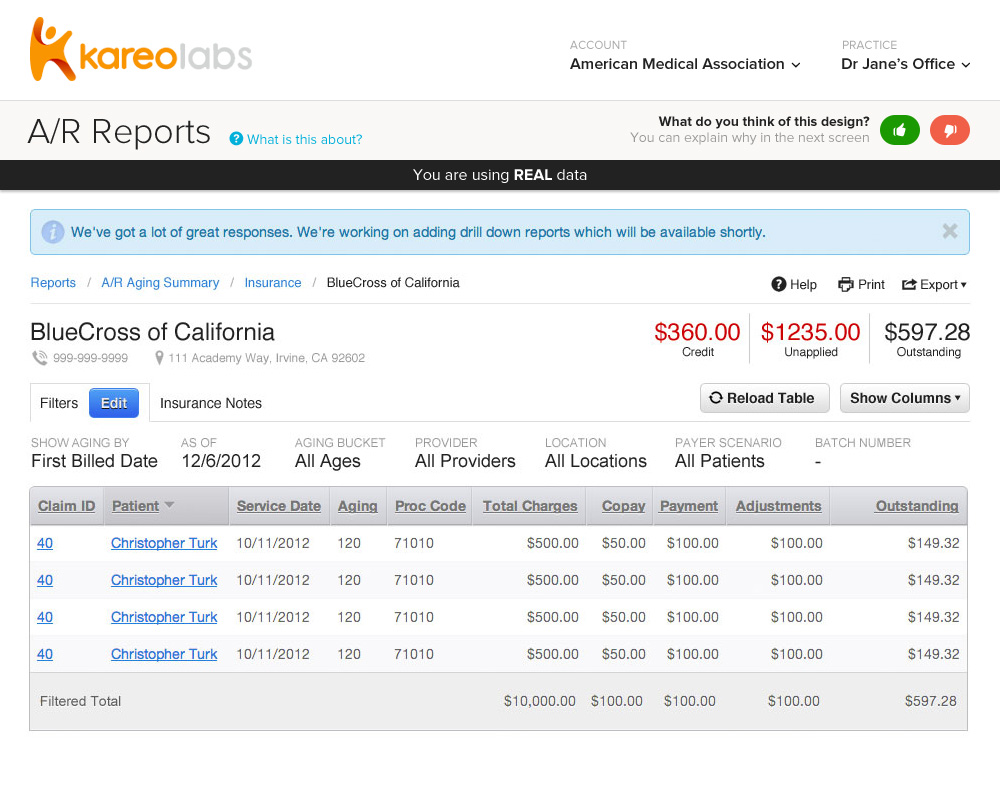 kareolabs
ACCOUNT
American Medical Association
PRACTICE
Dr Jane's Office
A/R Reports
? What is this about?
What do you think of this design?
You can explain why in the next screen
You are using REAL data
i We've got a lot of great responses. We're working on adding drill down reports which will be available shortly.
Reports / A/R Aging Summary / Insurance / BlueCross of California
? Help Print Export
BlueCross of California
999-999-9999 111 Academy Way, Irvine, CA 92602
$360.00 $1235.00 $597.28
Credit Unapplied Outstanding
Filters Edit Insurance Notes
Reload Table Show Columns
SHOW AGING BY AS OF AGING BUCKET PROVIDER LOCATION PAYER SCENARIO BATCH NUMBER
First Billed Date 12/6/2012 All Ages All Providers All Locations All Patients -
Claim ID Patient Service Date Aging Proc Code Total Charges Copay Payment Adjustments Outstanding
40 Christopher Turk 10/11/2012 120 71010 $500.00 $50.00 $100.00 $100.00 $149.32
40 Christopher Turk 10/11/2012 120 71010 $500.00 $50.00 $100.00 $100.00 $149.32
40 Christopher Turk 10/11/2012 120 71010 $500.00 $50.00 $100.00 $100.00 $149.32
40 Christopher Turk 10/11/2012 120 71010 $500.00 $50.00 $100.00 $100.00 $149.32
Filtered Total $10,000.00 $100.00 $100.00 $100.00 $597.28